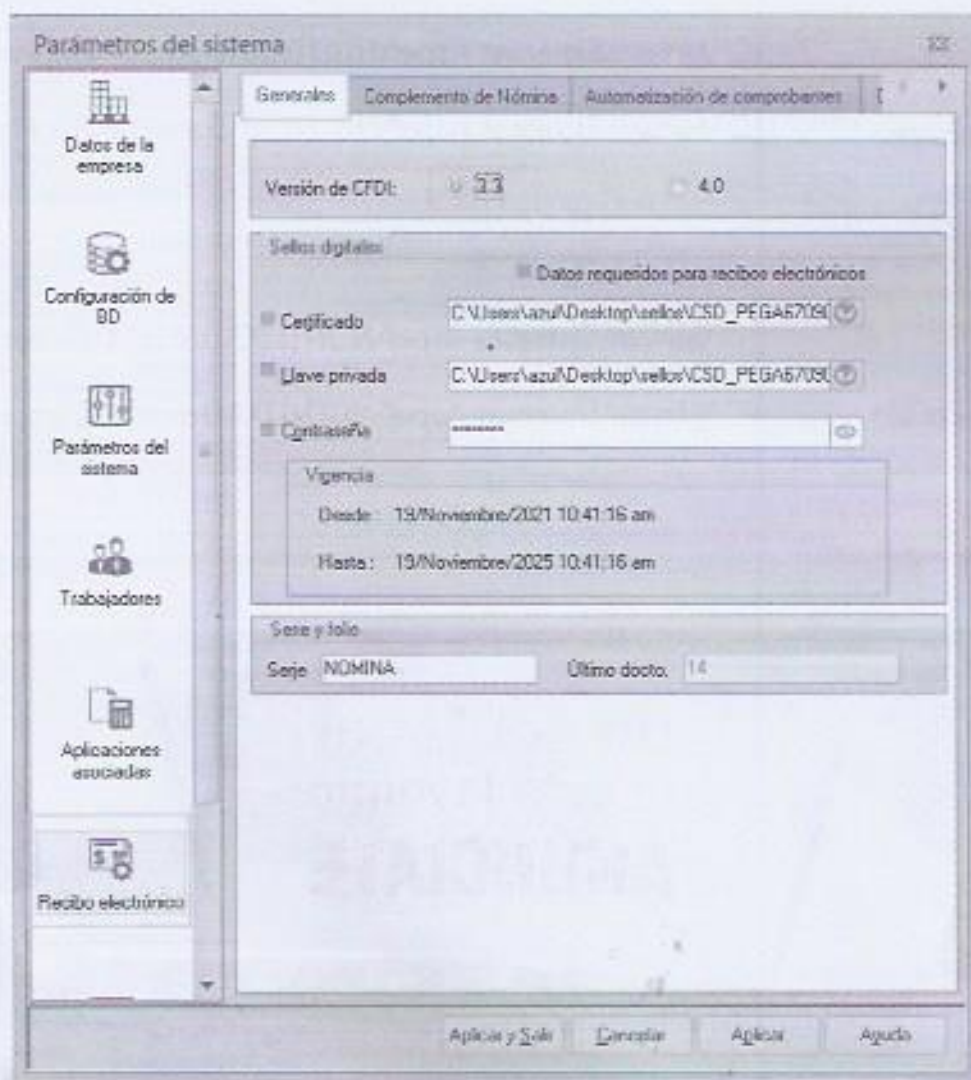 Parámetros del sistema
Datos de la
empresa
Configuración de
BD
Parámetros del
sistema
Trabajadores
Aplicaciones
asociadas
Recibo electrónico
Generales Complemento de Nómina Automatización de comprobantes
Versión de CFDI: 3.3 4.0
Sellos digitales
Datos requeridos para recibos electrónicos
Certificado C:\Users\azul\Desktop\sellos\CSD_PEGA67090
Llave privada C:\Users\azul\Desktop\sellos\CSD_PEGA67090
Contraseña ********
Vigencia
Desde : 19/Noviembre/2021 10:41:16 am
Hasta : 19/Noviembre/2025 10:41:16 am
Serie y folio
Serie NOMINA Último docto. 14
Aplicar y Salir Cancelar Aplicar Ayuda